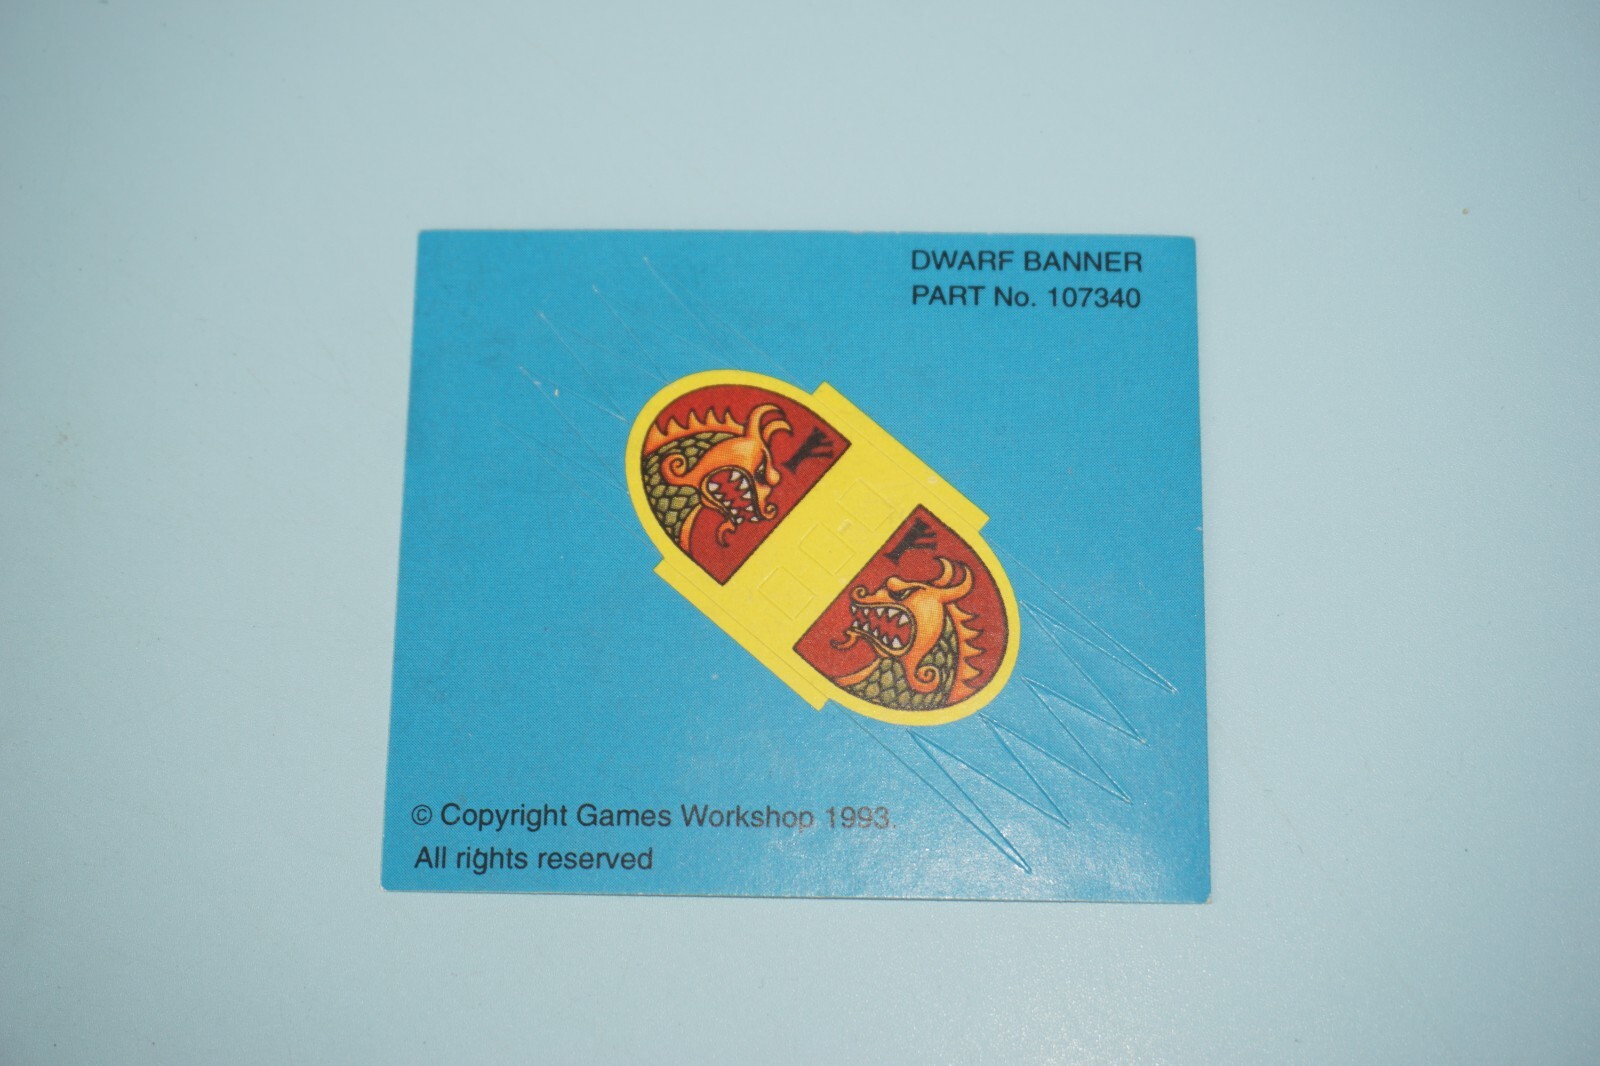 DWARF BANNER
PART No. 107340
© Copyright Games Workshop 1993.
All rights reserved